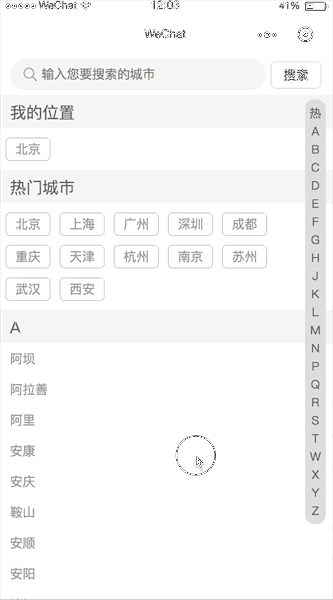 WeChat 12:03 41%
WeChat
输入您要搜索的城市 搜索
我的位置
北京
热门城市
北京 上海 广州 深圳 成都
重庆 天津 杭州 南京 苏州
武汉 西安
A
阿坝
阿拉善
阿里
安康
安庆
鞍山
安顺
安阳
热
A
B
C
D
E
F
G
H
J
K
L
M
N
P
Q
R
S
T
W
X
Y
Z